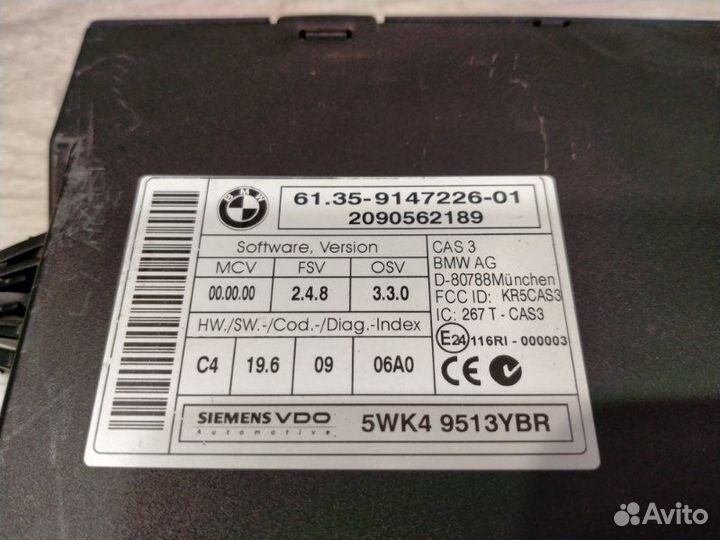 BMW
61.35-9147226-01
2090562189
Software, Version
MCV FSV OSV
00.00.00 2.4.8 3.3.0
HW./SW.-/Cod.-/Diag.-Index
C4 19.6 09 06A0
CAS 3
BMW AG
D-80788München
FCC ID: KR5CAS3
IC: 267 T - CAS3
E24 116RI - 000003
CE
SIEMENS VDO
Automotive
5WK4 9513YBR
Avito